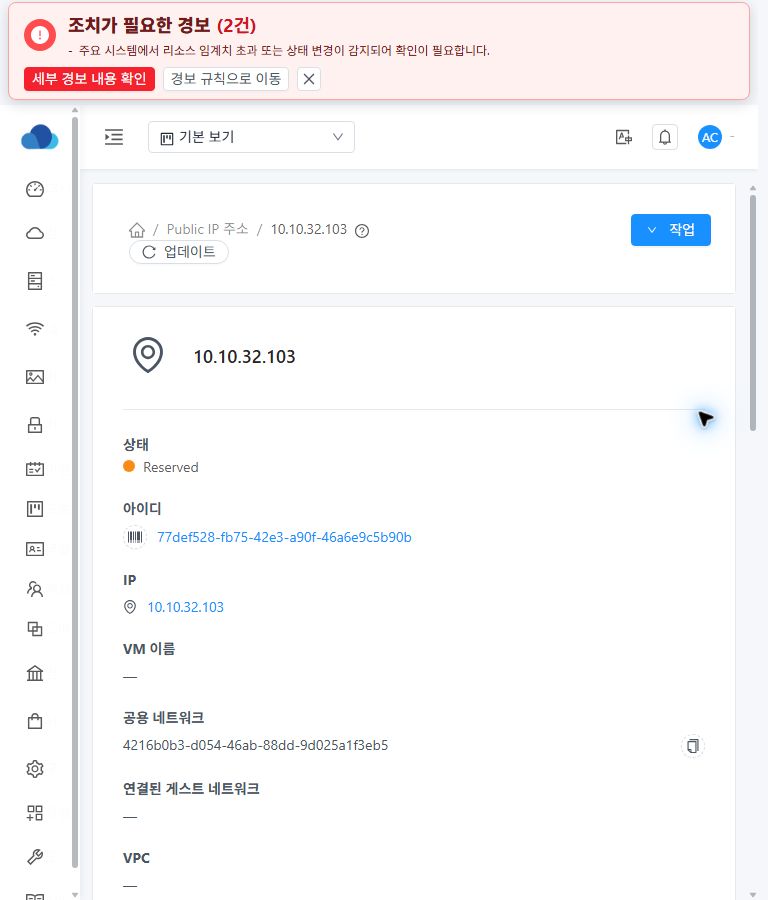 조치가 필요한 경보 (2건)
- 주요 시스템에서 리소스 임계치 초과 또는 상태 변경이 감지되어 확인이 필요합니다.
세부 경보 내용 확인 경보 규칙으로 이동
기본 보기
AC
Public IP 주소 / 10.10.32.103
작업
업데이트
10.10.32.103
상태
Reserved
아이디
77def528-fb75-42e3-a90f-46a6e9c5b90b
IP
10.10.32.103
VM 이름
—
공용 네트워크
4216b0b3-d054-46ab-88dd-9d025a1f3eb5
연결된 게스트 네트워크
—
VPC
—